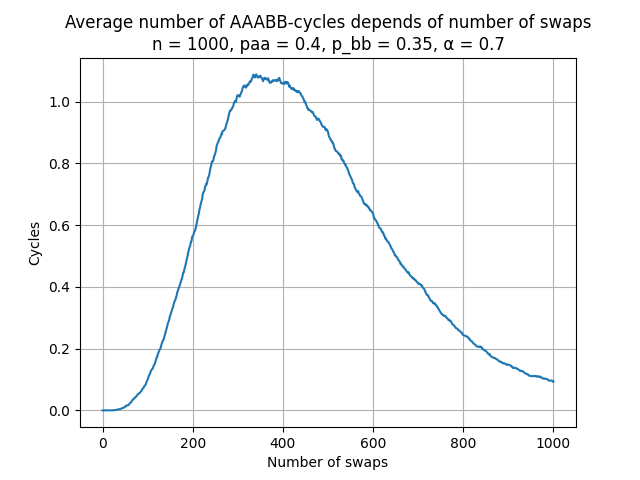 Average number of AAABB-cycles depends of number of swaps
n = 1000, paa = 0.4, p_bb = 0.35, α = 0.7
1.0
0.8
0.6
0.4
0.2
0.0
Cycles
0 200 400 600 800 1000
Number of swaps